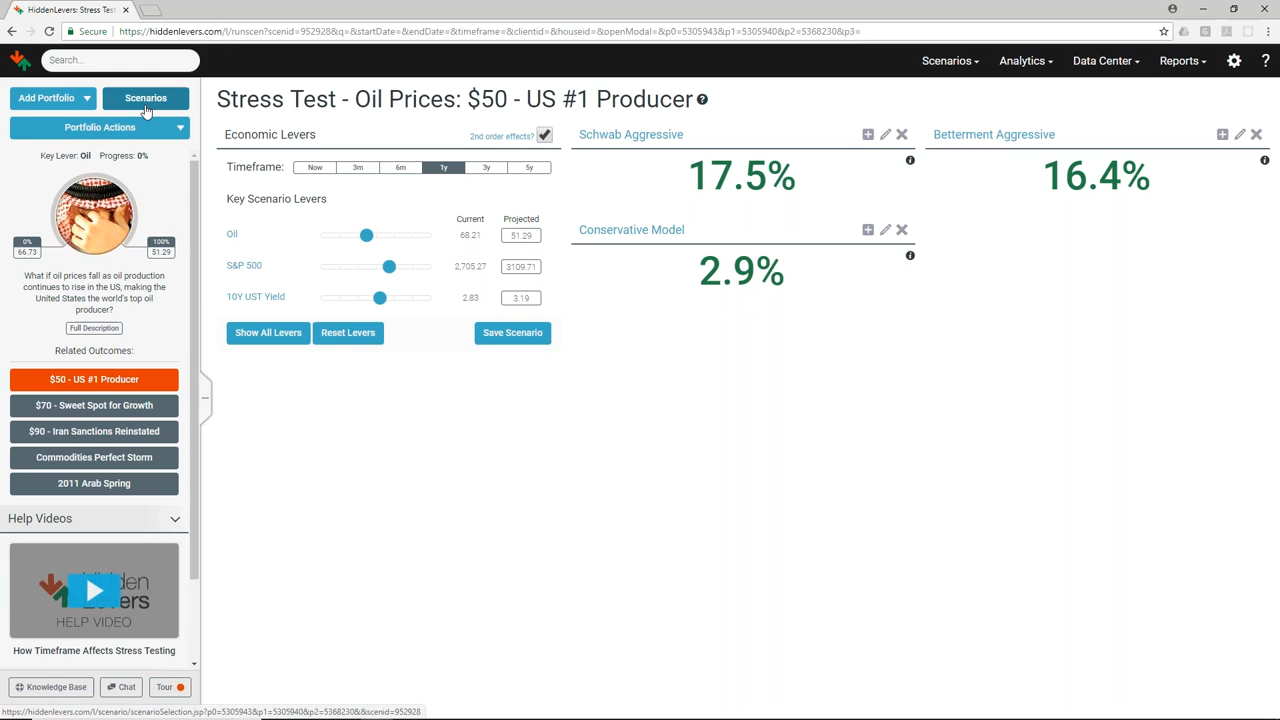 HiddenLevers: Stress Test
Secure
https://hiddenlevers.com/l/runscen?scenid=952928&q=&startDate=&endDate=&timeframe=&clientid=&houseid=&openModal=&p0=5305943&p1=5305940&p2=5368230&p3=
Search...
Scenarios
Analytics
Data Center
Reports
?
Add Portfolio
Scenarios
Portfolio Actions
Key Lever: Oil Progress: 0%
0%
66.73
100%
51.29
What if oil prices fall as oil production
continues to rise in the US, making the
United States the world's top oil
producer?
Full Description
Related Outcomes:
$50 - US #1 Producer
$70 - Sweet Spot for Growth
$90 - Iran Sanctions Reinstated
Commodities Perfect Storm
2011 Arab Spring
Help Videos
Hidden
Levers
HELP VIDEO
How Timeframe Affects Stress Testing
Knowledge Base
Chat
Tour
Stress Test - Oil Prices: $50 - US #1 Producer
Economic Levers
2nd order effects?
Timeframe:
Now 3m 6m 1y 3y 5y
Key Scenario Levers
Current Projected
Oil 68.21 51.29
S&P 500 2,705.27 3109.71
10Y UST Yield 2.83 3.19
Show All Levers
Reset Levers
Save Scenario
Schwab Aggressive
17.5%
Betterment Aggressive
16.4%
Conservative Model
2.9%
https://hiddenlevers.com/l/scenario/scenarioSelection.jsp?p0=5305943&p1=5305940&p2=5368230&&scenid=952928